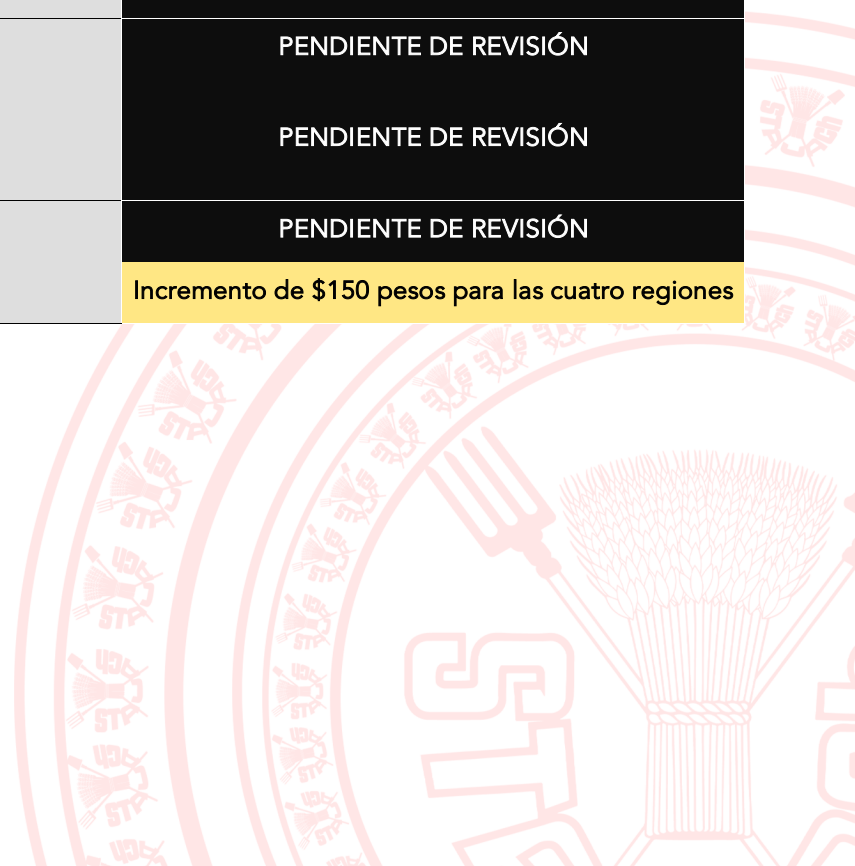 PENDIENTE DE REVISIÓN
PENDIENTE DE REVISIÓN
PENDIENTE DE REVISIÓN
Incremento de $150 pesos para las cuatro regiones